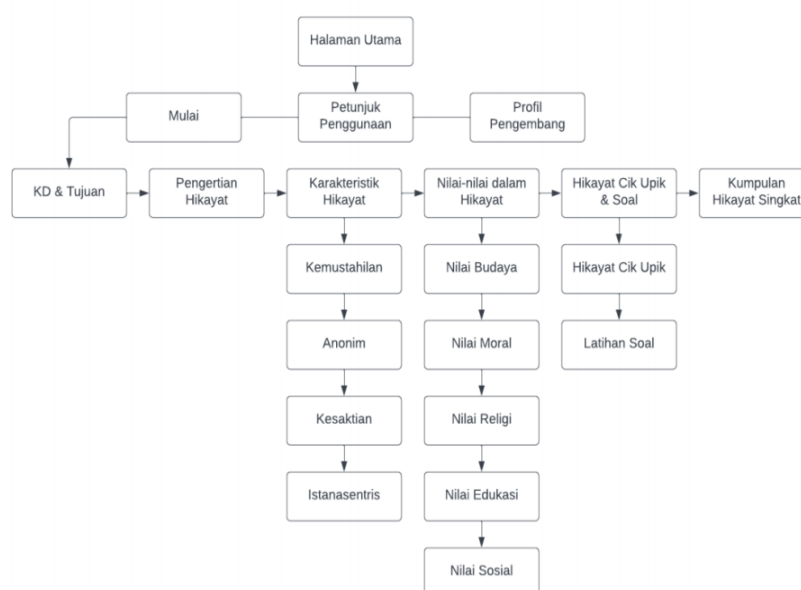 Halaman Utama
Mulai
Petunjuk
Penggunaan
Profil
Pengembang
KD & Tujuan
Pengertian
Hikayat
Karakteristik
Hikayat
Nilai-nilai dalam
Hikayat
Hikayat Cik Upik
& Soal
Kumpulan
Hikayat Singkat
Kemustahilan
Nilai Budaya
Hikayat Cik Upik
Anonim
Nilai Moral
Latihan Soal
Kesaktian
Nilai Religi
Istanasentris
Nilai Edukasi
Nilai Sosial